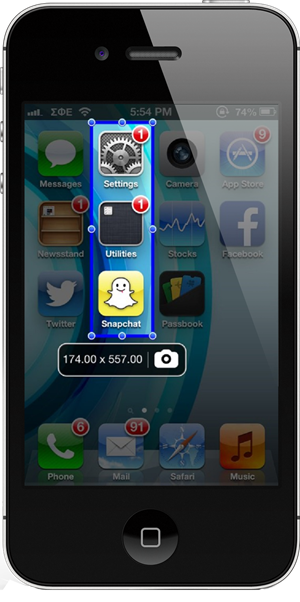 ΣΦΕ 5:54 PM 74%
1 9
Messages Settings Camera App Store
1 1
Newsstand Utilities Stocks Facebook
Twitter Snapchat Passbook
174.00 x 557.00
6 91
Phone Mail Safari Music